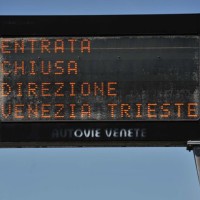 ENTRATA
CHIUSA
DIREZIONE
VENEZIA TRIESTE
AUTOVIE VENETE